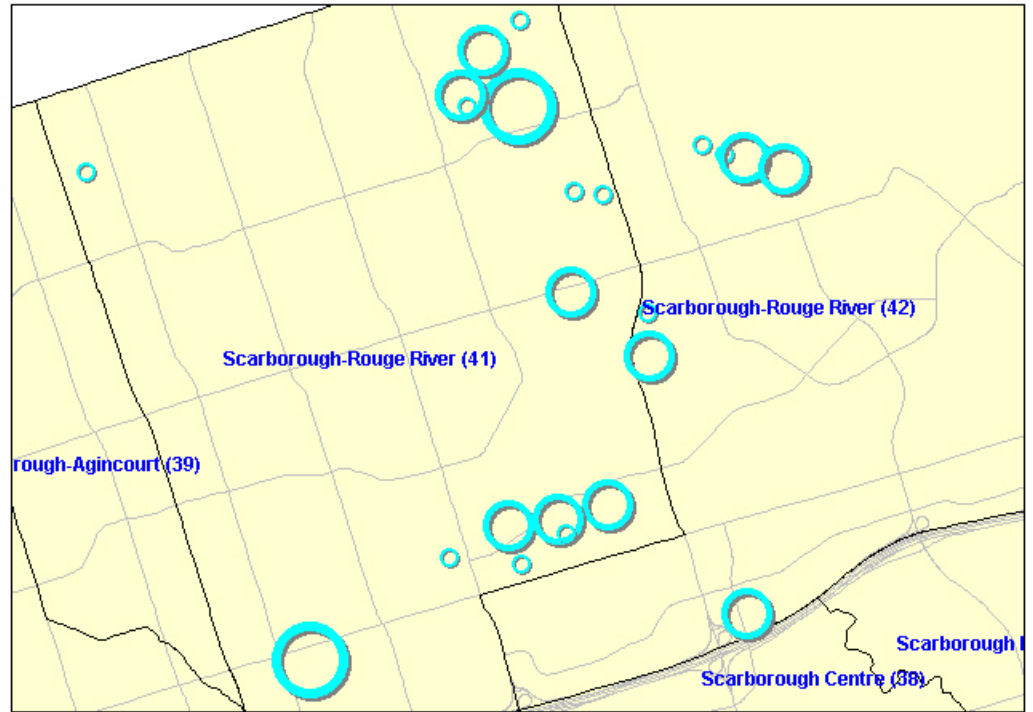 Scarborough-Rouge River (42)
Scarborough-Rouge River (41)
rough-Agincourt (39)
Scarborough
Scarborough Centre (38)